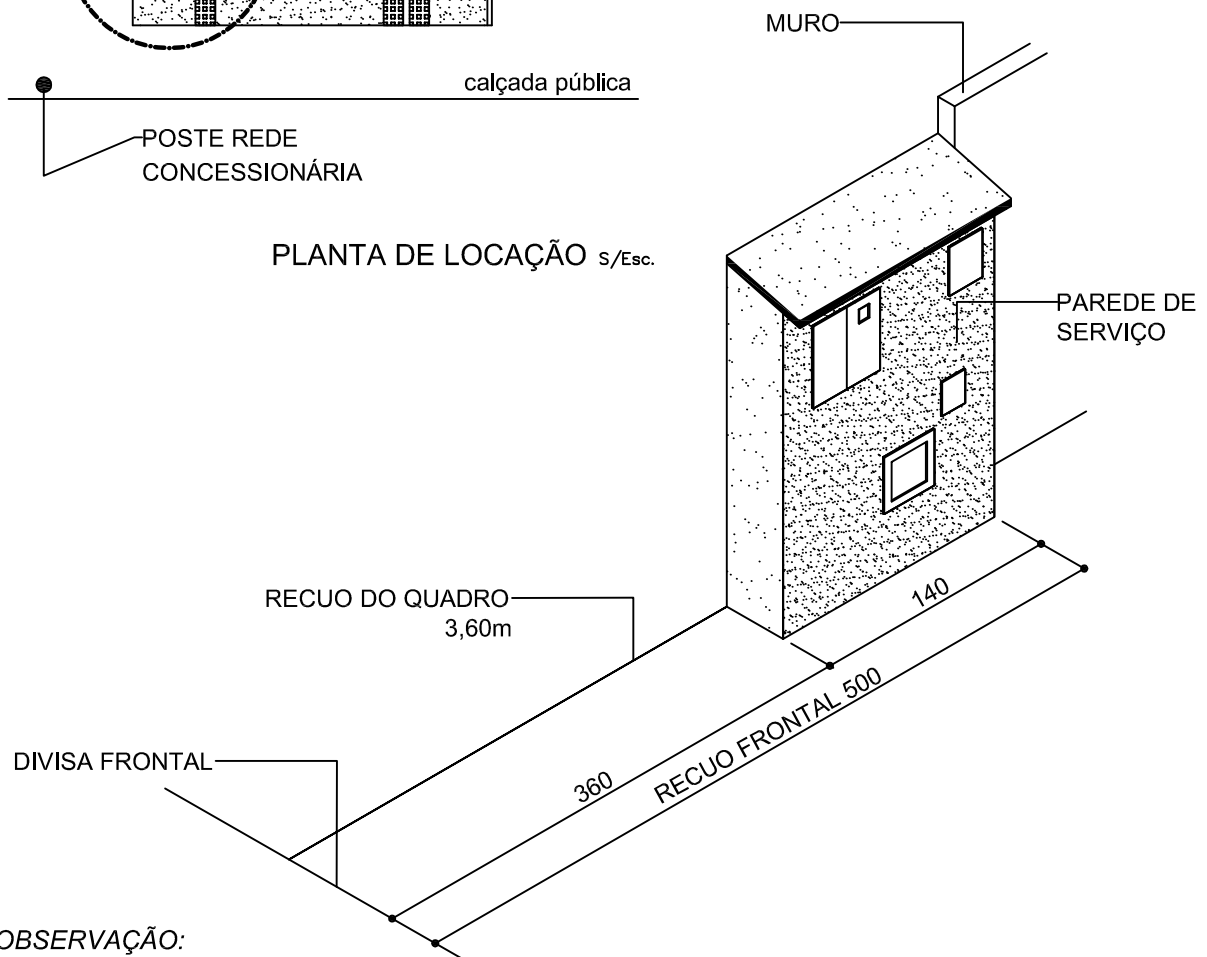 MURO
calçada pública
POSTE REDE
CONCESSIONÁRIA
PLANTA DE LOCAÇÃO S/Esc.
PAREDE DE
SERVIÇO
RECUO DO QUADRO
3,60m
140
RECUO FRONTAL 500
360
DIVISA FRONTAL
OBSERVAÇÃO: